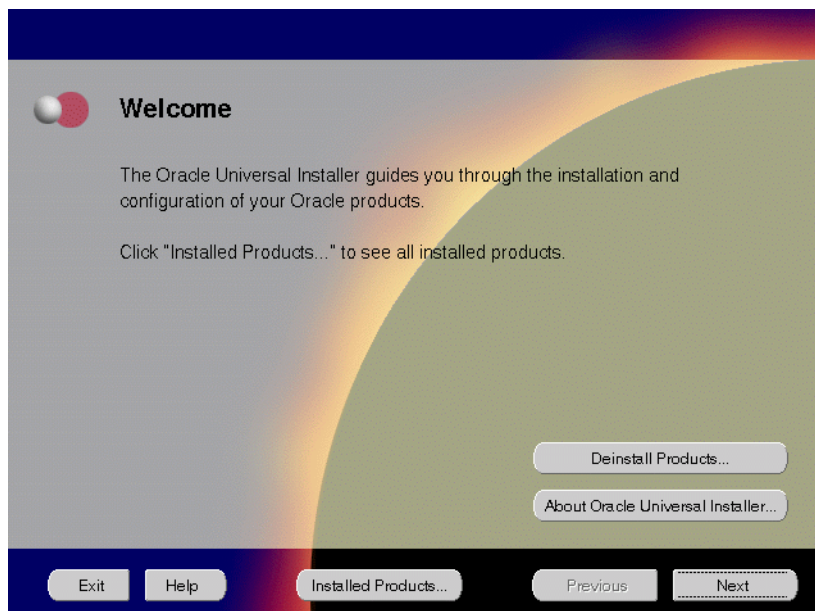 Welcome
The Oracle Universal Installer guides you through the installation and
configuration of your Oracle products.
Click "Installed Products..." to see all installed products.
Deinstall Products...
About Oracle Universal Installer...
Exit
Help
Installed Products...
Previous
Next